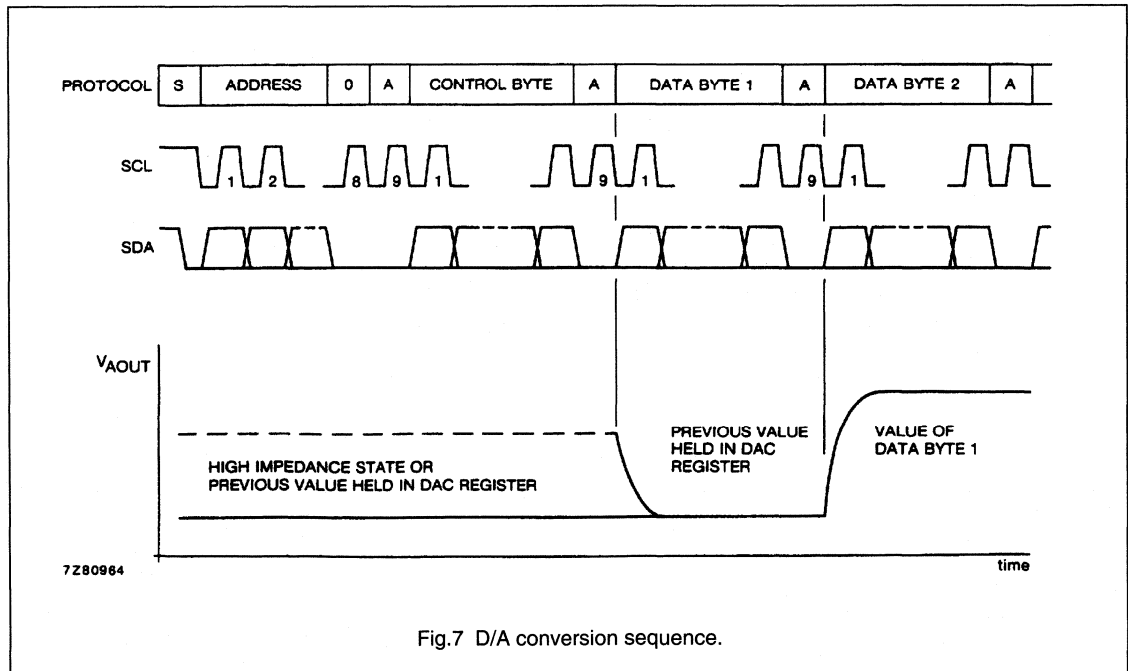 PROTOCOL S ADDRESS 0 A CONTROL BYTE A DATA BYTE 1 A DATA BYTE 2 A
SCL 1 2 8 9 1 9 1 9 1
SDA
VAOUT
PREVIOUS VALUE
HELD IN DAC
REGISTER
VALUE OF
DATA BYTE 1
HIGH IMPEDANCE STATE OR
PREVIOUS VALUE HELD IN DAC REGISTER
7Z80964
time
Fig.7 D/A conversion sequence.